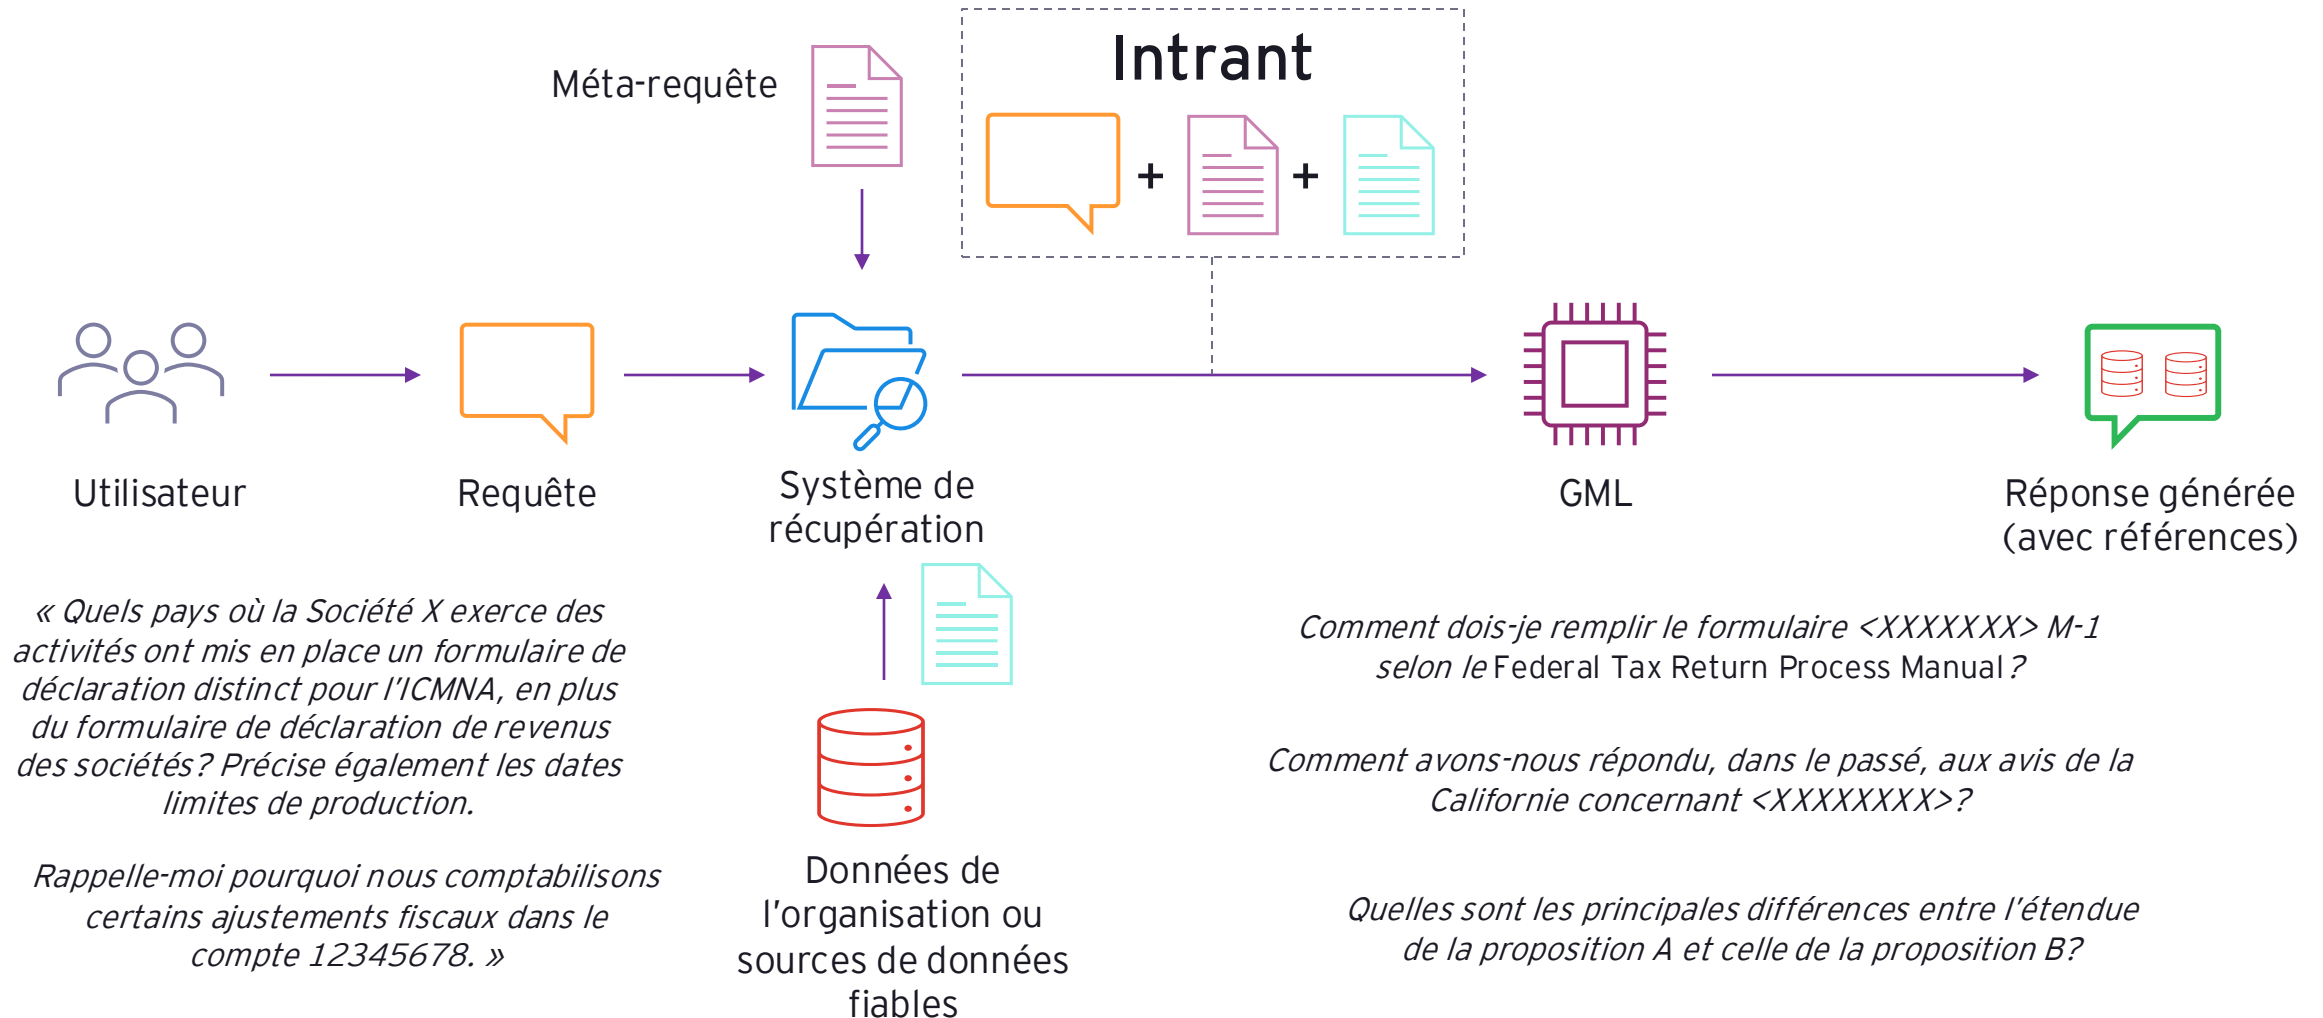 Intrant
Méta-requête
+ +
Utilisateur
Requête
Système de
récupération
GML
Réponse générée
(avec références)
« Quels pays où la Société X exerce des
activités ont mis en place un formulaire de
déclaration distinct pour l'ICMNA, en plus
du formulaire de déclaration de revenus
des sociétés? Précise également les dates
limites de production.
Rappelle-moi pourquoi nous comptabilisons
certains ajustements fiscaux dans le
compte 12345678. »
Données de
l'organisation ou
sources de données
fiables
Comment dois-je remplir le formulaire <XXXXXXX> M-1
selon le Federal Tax Return Process Manual?
Comment avons-nous répondu, dans le passé, aux avis de la
Californie concernant <XXXXXXXX>?
Quelles sont les principales différences entre l'étendue
de la proposition A et celle de la proposition B?